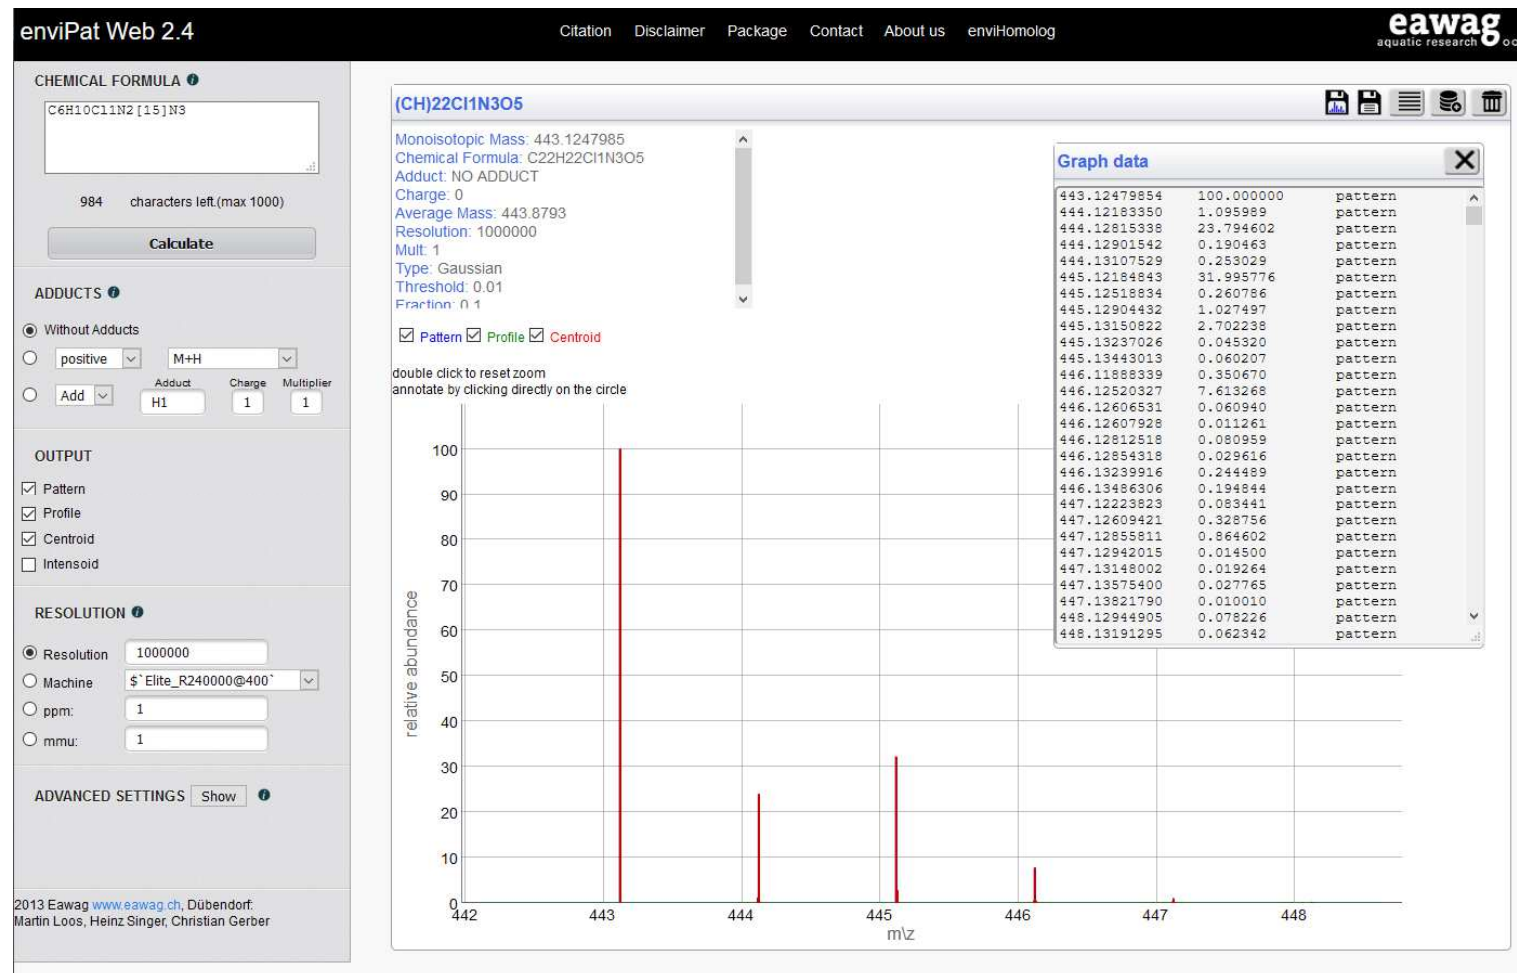 enviPat Web 2.4
Citation Disclaimer Package Contact About us enviHomolog
eawag
aquatic research
CHEMICAL FORMULA
C6H10Cl1N2[15]N3
984 characters left.(max 1000)
Calculate
ADDUCTS
Without Adducts
positive M+H
Adduct Charge Multiplier
Add H1 1 1
OUTPUT
Pattern
Profile
Centroid
Intensoid
RESOLUTION
Resolution 1000000
Machine $`Elite_R240000@400`
ppm: 1
mmu: 1
ADVANCED SETTINGS Show
2013 Eawag www.eawag.ch, Dübendorf:
Martin Loos, Heinz Singer, Christian Gerber
(CH)22Cl1N3O5
Monoisotopic Mass: 443.1247985
Chemical Formula: C22H22Cl1N3O5
Adduct: NO ADDUCT
Charge: 0
Average Mass: 443.8793
Resolution: 1000000
Mult: 1
Type: Gaussian
Threshold: 0.01
Fraction: 0.1
Pattern Profile Centroid
double click to reset zoom
annotate by clicking directly on the circle
Graph data
443.12479854 100.000000 pattern
444.12183350 1.095989 pattern
444.12815338 23.794602 pattern
444.12901542 0.190463 pattern
444.13107529 0.253029 pattern
445.12184843 31.995776 pattern
445.12518834 0.260786 pattern
445.12904432 1.027497 pattern
445.13150822 2.702238 pattern
445.13237026 0.045320 pattern
445.13443013 0.060207 pattern
446.11888339 0.350670 pattern
446.12520327 7.613268 pattern
446.12606531 0.060940 pattern
446.12607928 0.011261 pattern
446.12812518 0.080959 pattern
446.12854318 0.029616 pattern
446.13239916 0.244489 pattern
446.13486306 0.194844 pattern
447.12223823 0.083441 pattern
447.12609421 0.328756 pattern
447.12855811 0.864602 pattern
447.12942015 0.014500 pattern
447.13148002 0.019264 pattern
447.13575400 0.027765 pattern
447.13821790 0.010010 pattern
448.12944905 0.078226 pattern
448.13191295 0.062342 pattern
relative abundance
100
90
80
70
60
50
40
30
20
10
0
442 443 444 445 446 447 448
m\z